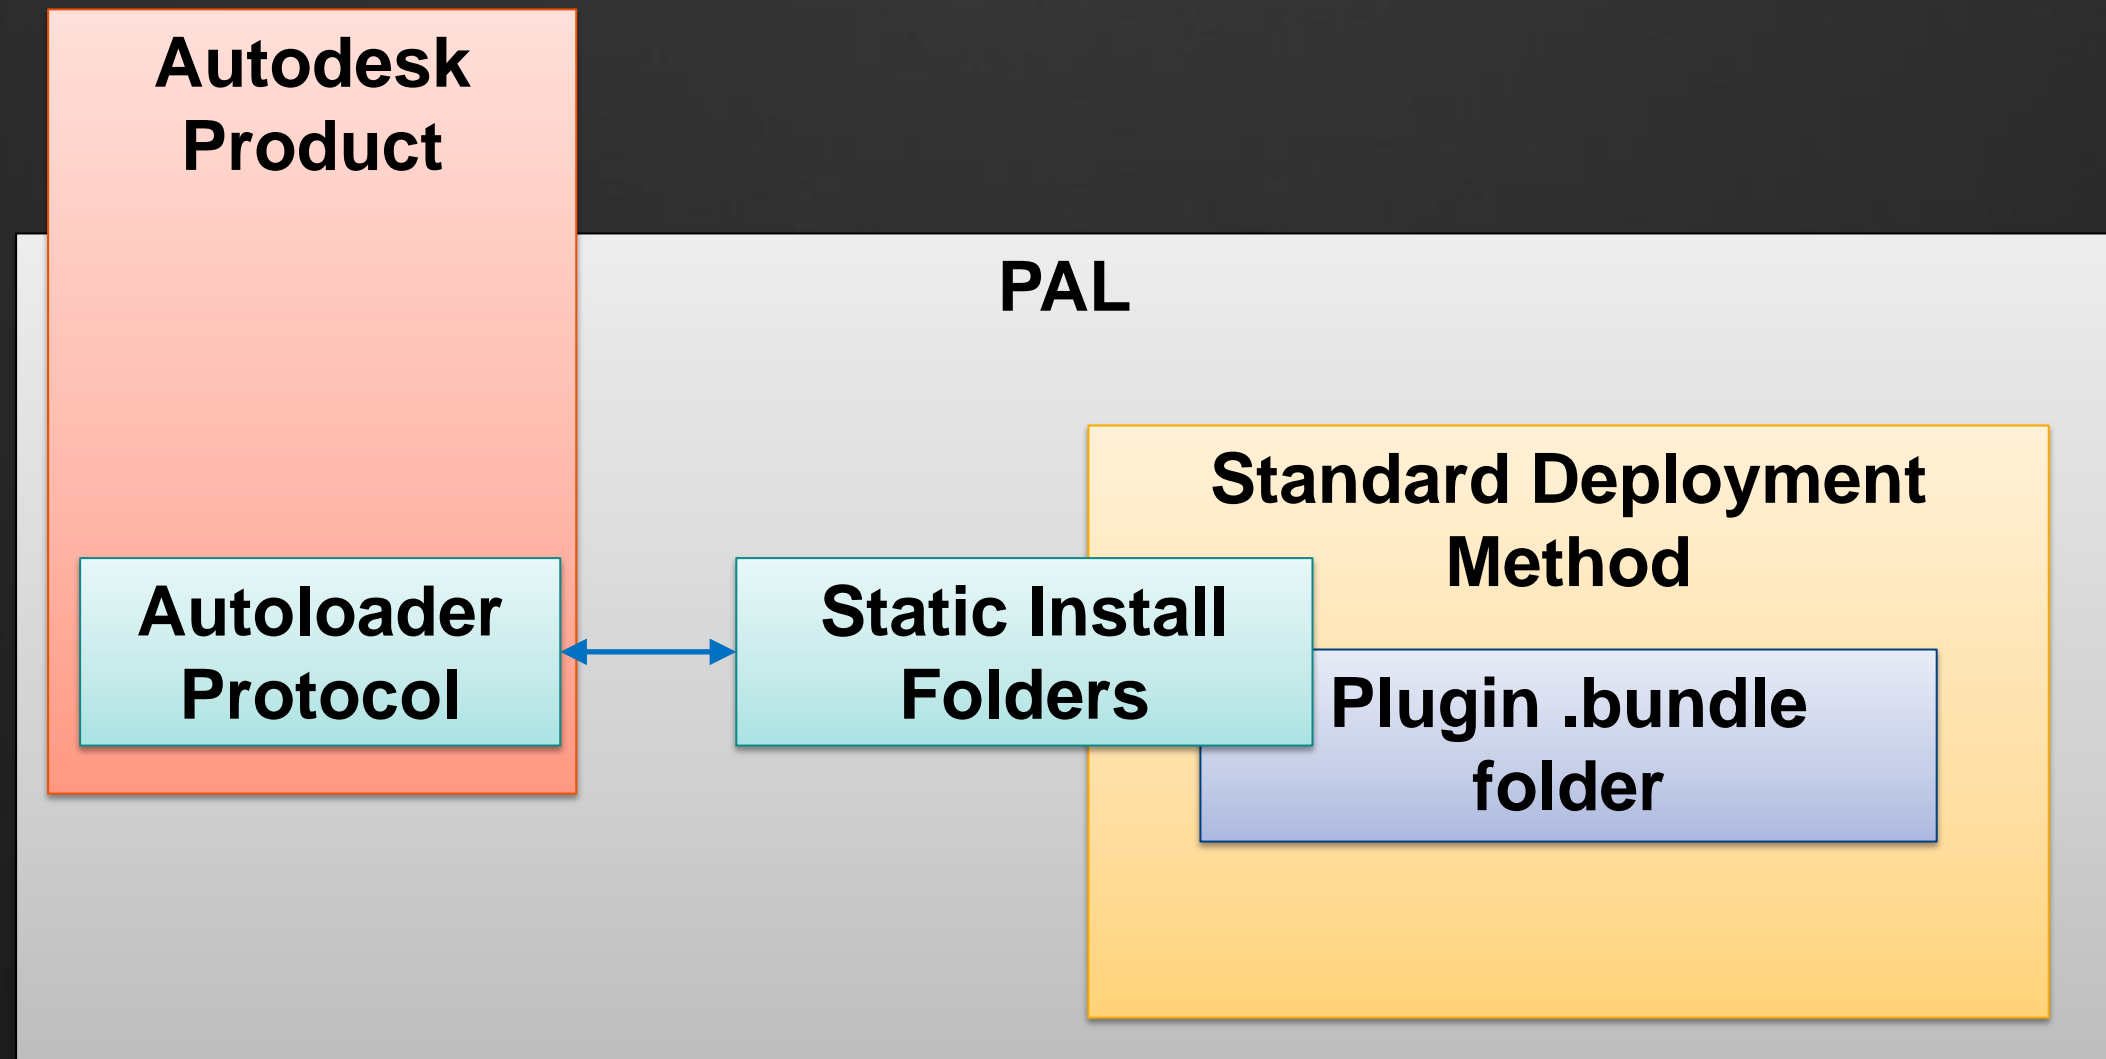 Autodesk
Product
PAL
Standard Deployment
Method
Autoloader
Protocol
Static Install
Folders
Plugin .bundle
folder